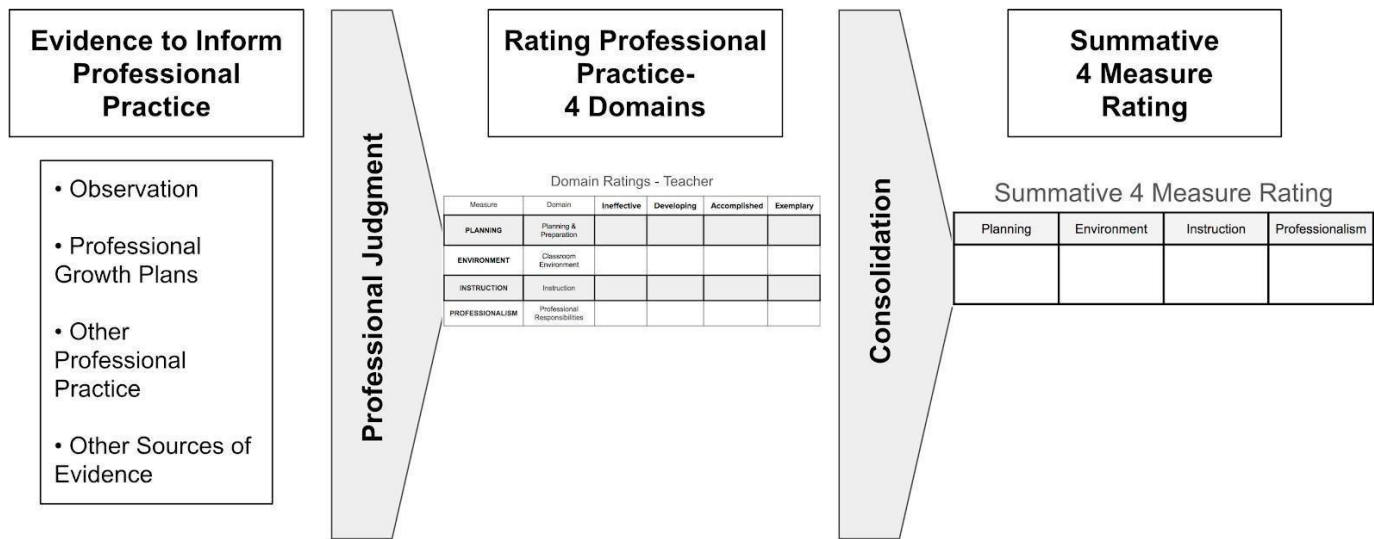 Evidence to Inform
Professional
Practice
• Observation
• Professional
Growth Plans
• Other
Professional
Practice
• Other Sources of
Evidence
Professional Judgment
Rating Professional
Practice-
4 Domains
Domain Ratings - Teacher
Measure Domain Ineffective Developing Accomplished Exemplary
PLANNING Planning &
Preparation
ENVIRONMENT Classroom
Environment
INSTRUCTION Instruction
PROFESSIONALISM Professional
Responsibilities
Consolidation
Summative
4 Measure
Rating
Summative 4 Measure Rating
Planning Environment Instruction Professionalism